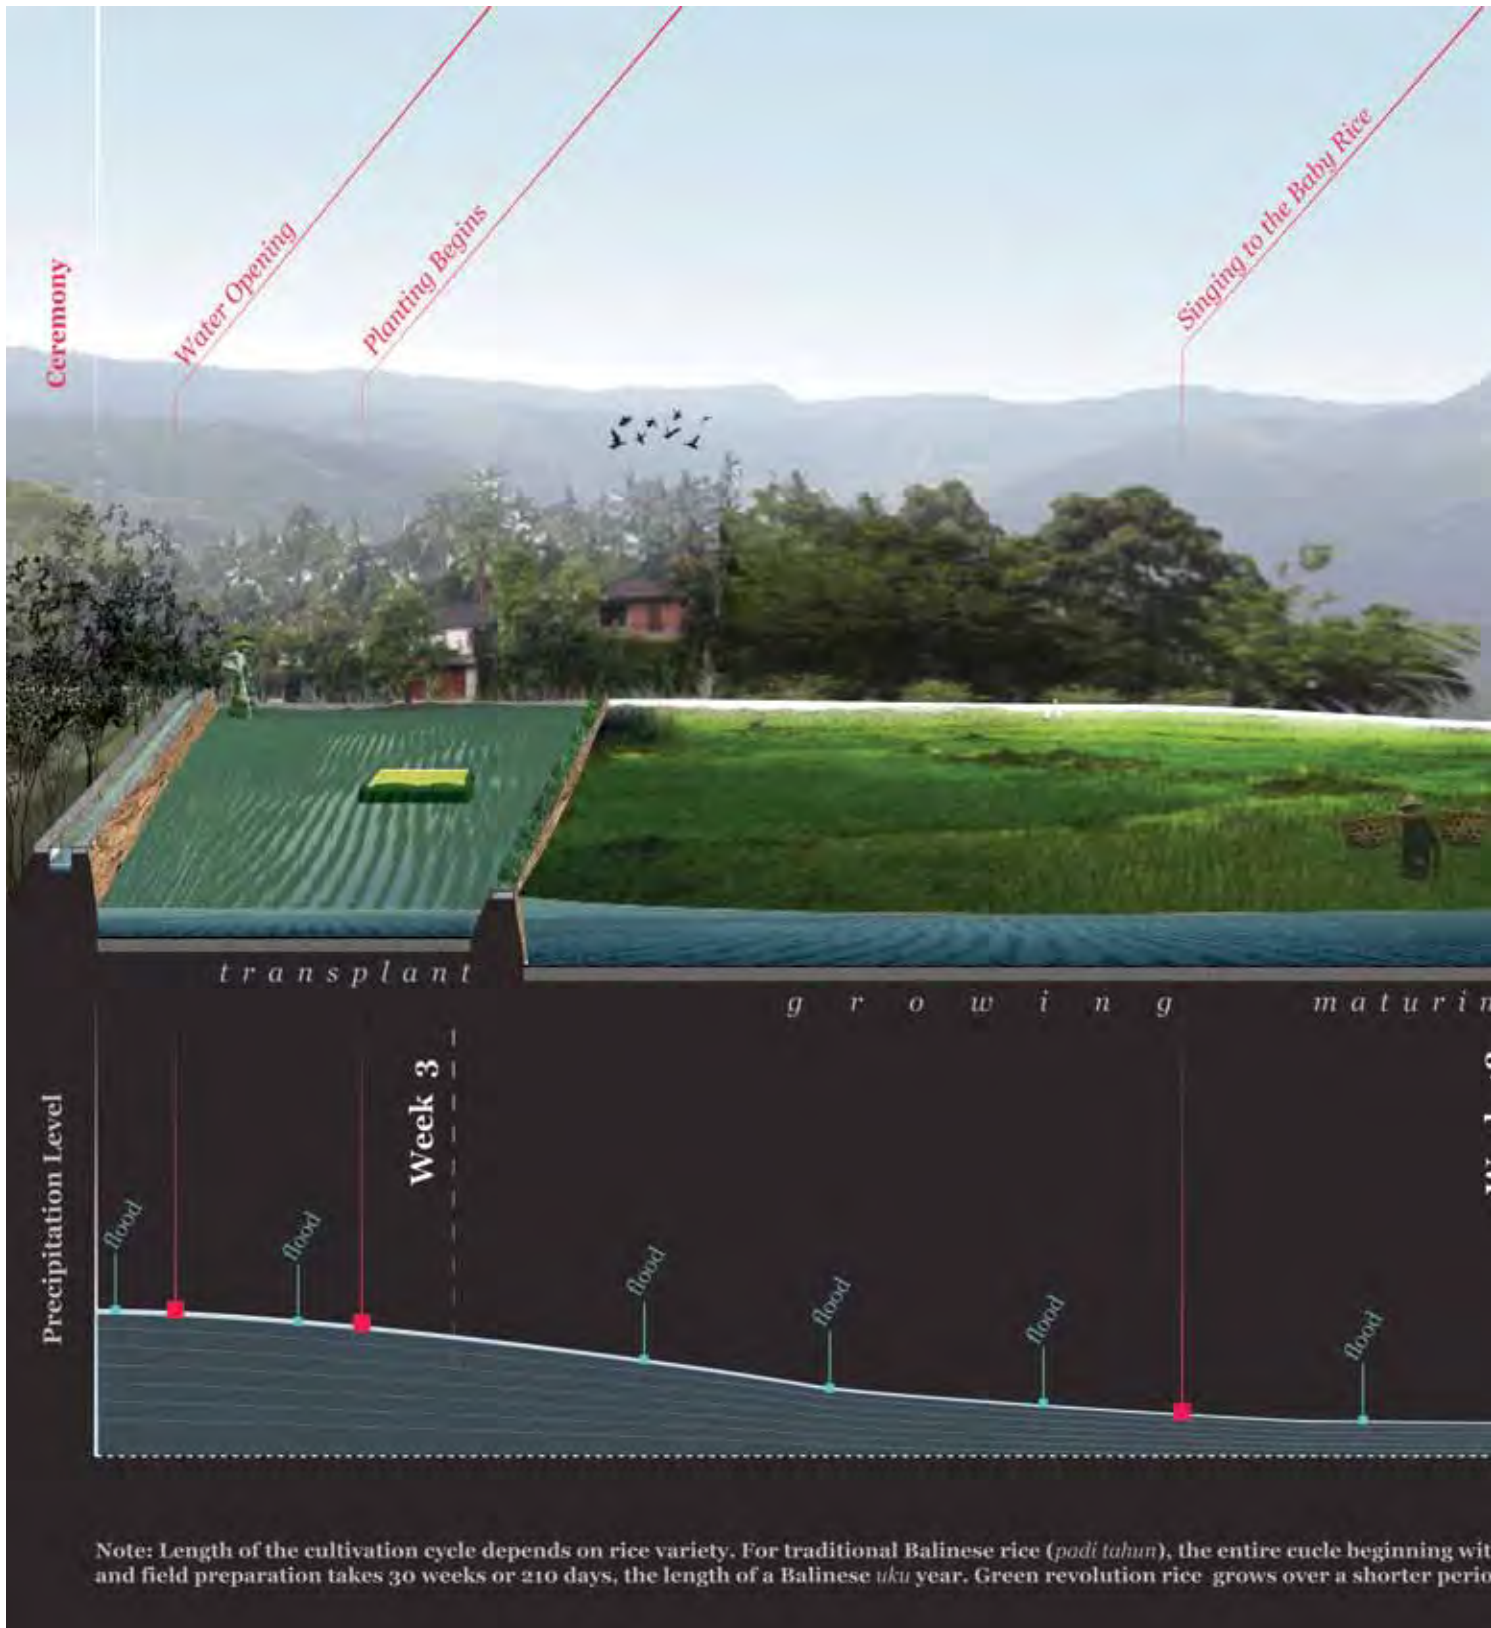 Ceremony
Water Opening
Planting Begins
Singing to the Baby Rice
transplant
growing
maturin
Week 3
Precipitation Level
flood
flood
flood
flood
flood
flood
Note: Length of the cultivation cycle depends on rice variety. For traditional Balinese rice (padi tahun), the entire cucle beginning wit
and field preparation takes 30 weeks or 210 days, the length of a Balinese uku year. Green revolution rice grows over a shorter perio